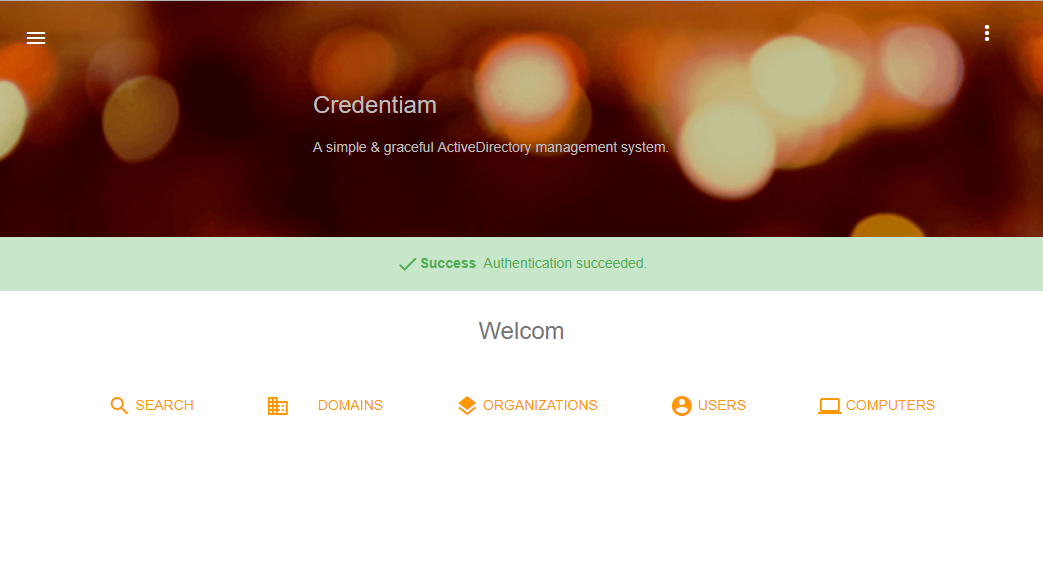 Credentiam
A simple & graceful ActiveDirectory management system.
Success Authentication succeeded.
Welcom
SEARCH DOMAINS ORGANIZATIONS USERS COMPUTERS